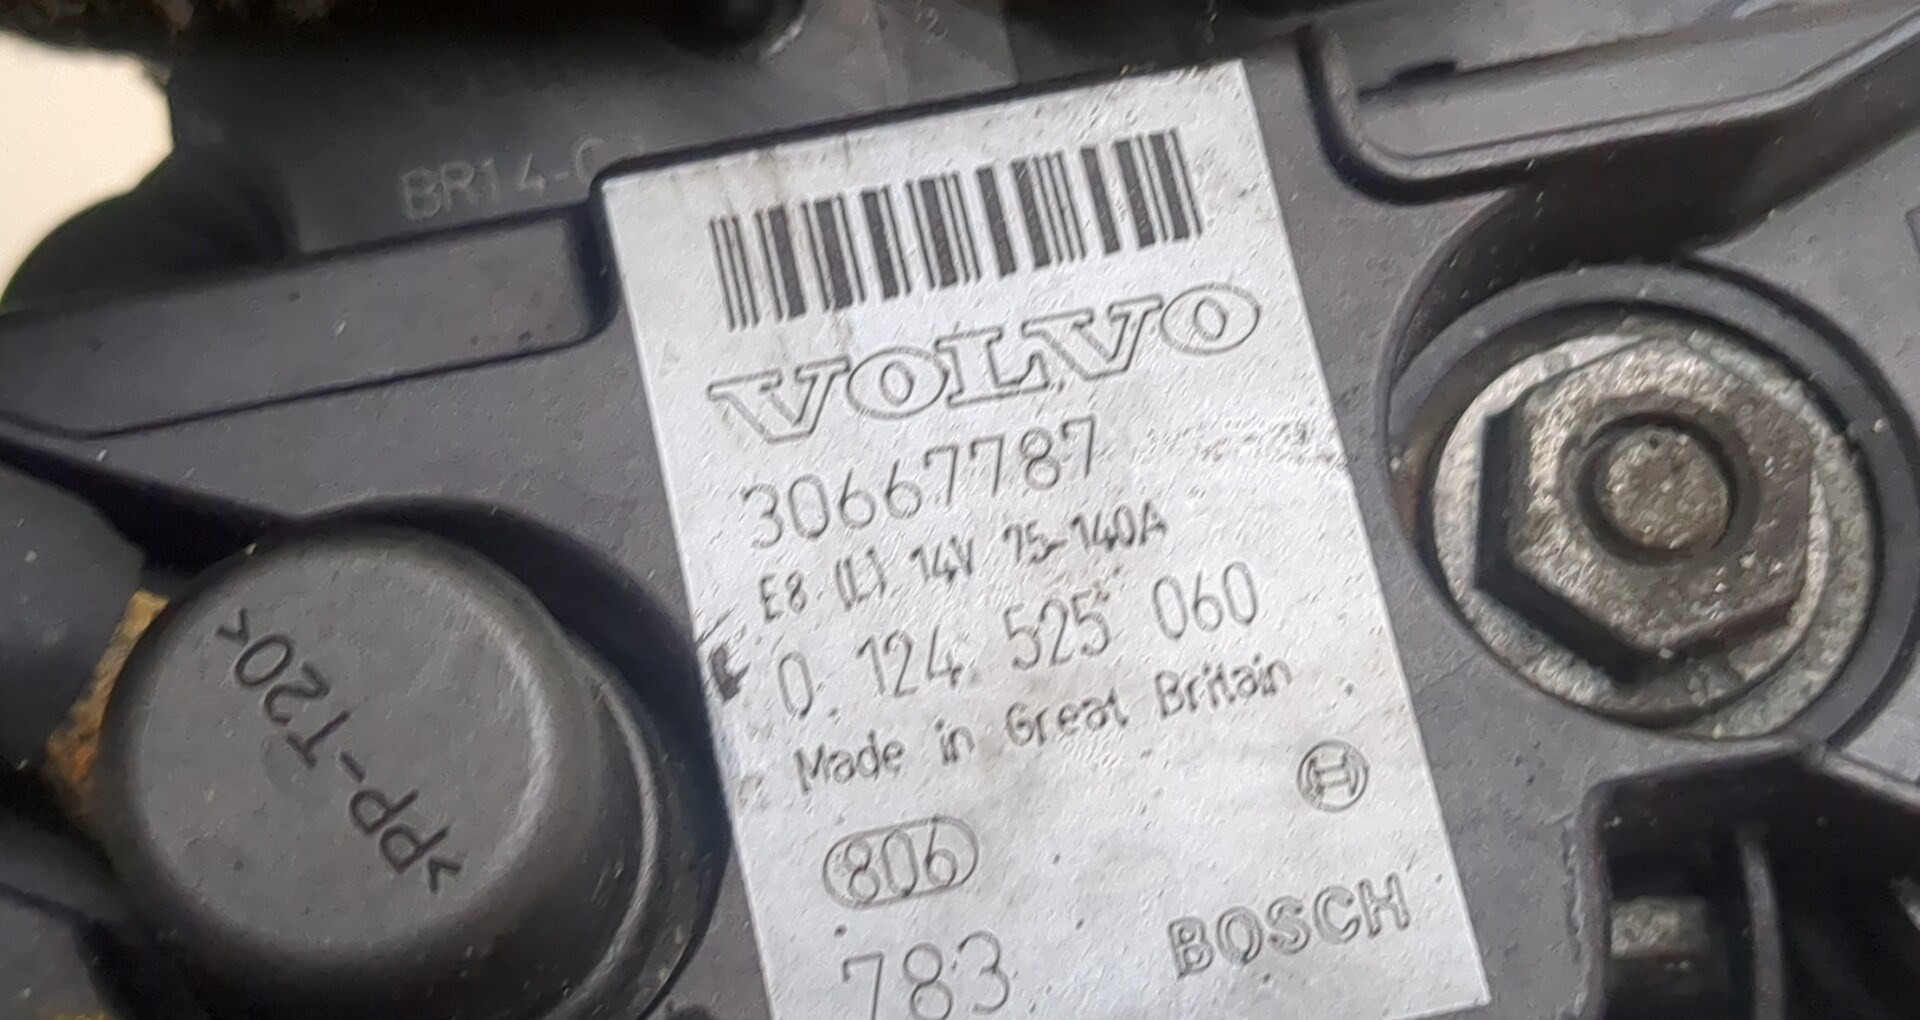 BR14-C
VOLVO
30667787
E8 (L) 14V 75-140A
0 124 525 060
Made in Great Britain
806
783
BOSCH
>PP-T20<